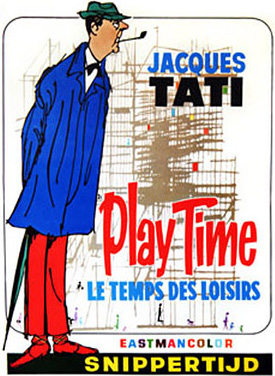 JACQUES
TATI
Play Time
LE TEMPS DES LOISIRS
EASTMANCOLOR
SNIPPERTIJD